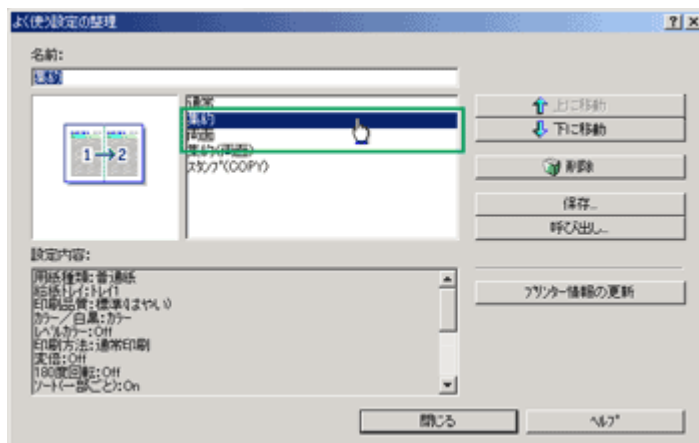 よく使う設定の整理
名前:
集約
通常
集約
両面
集約(両面)
スタンプ(COPY)
1→2
上に移動
下に移動
削除
保存...
呼び出し...
設定内容:
用紙種類:普通紙
給紙トレイ:トレイ1
印刷品質:標準(はやい)
カラー/白黒:カラー
レベルカラー:Off
印刷方法:通常印刷
変倍:Off
180度回転:Off
ソート(一部ごと):On
プリンター情報の更新
閉じる
ヘルプ